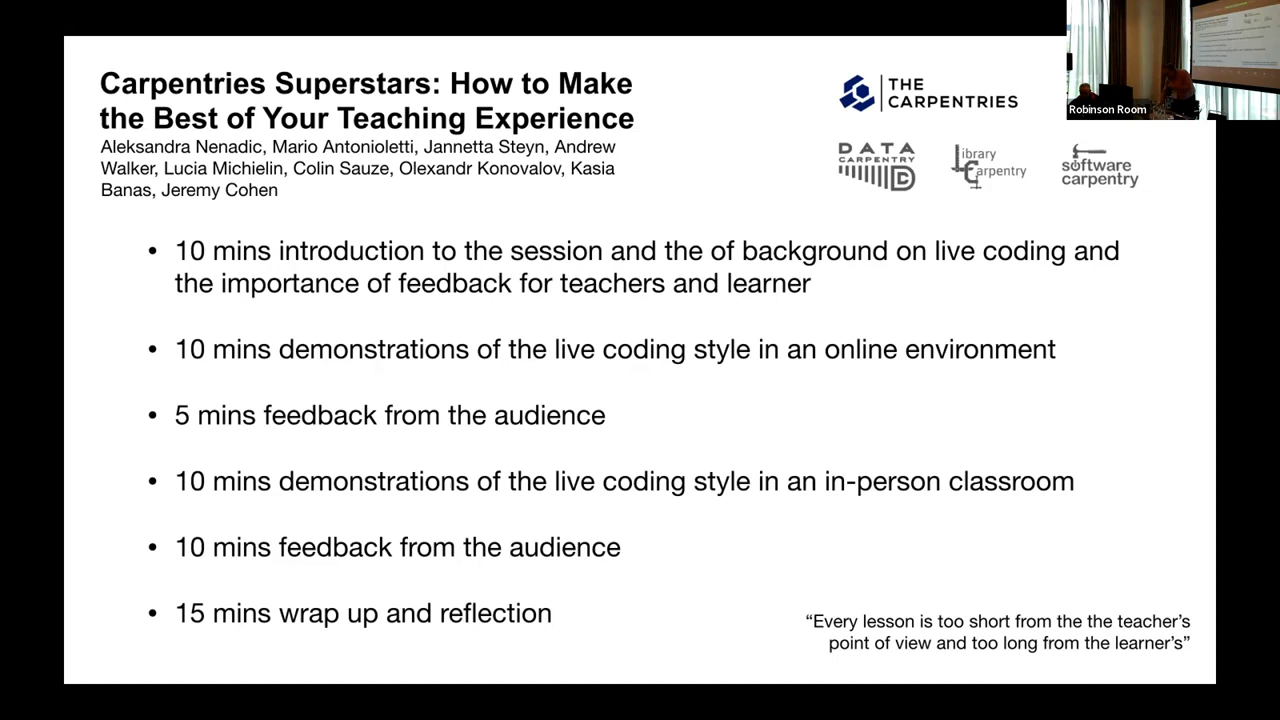 Carpentries Superstars: How to Make
the Best of Your Teaching Experience
Aleksandra Nenadic, Mario Antonioletti, Jannetta Steyn, Andrew
Walker, Lucia Michielin, Colin Sauze, Olexandr Konovalov, Kasia
Banas, Jeremy Cohen
THE
CARPENTRIES
DATA
CARPENTRY
Library
Carpentry
software
carpentry
Robinson Room
• 10 mins introduction to the session and the of background on live coding and
the importance of feedback for teachers and learner
• 10 mins demonstrations of the live coding style in an online environment
• 5 mins feedback from the audience
• 10 mins demonstrations of the live coding style in an in-person classroom
• 10 mins feedback from the audience
• 15 mins wrap up and reflection
“Every lesson is too short from the the teacher’s
point of view and too long from the learner’s”